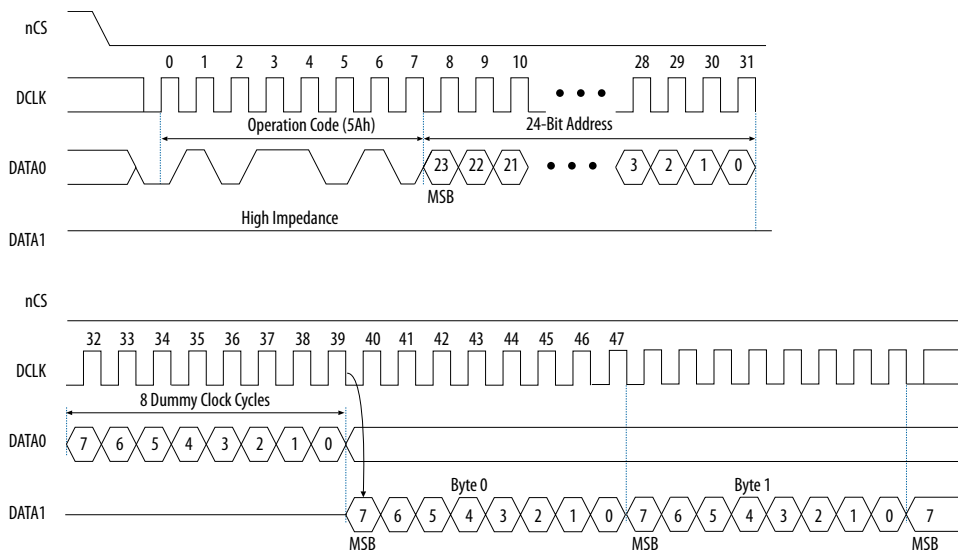 nCS
0 1 2 3 4 5 6 7 8 9 10 28 29 30 31
DCLK
Operation Code (5Ah) 24-Bit Address
DATA0 23 22 21 3 2 1 0
MSB
High Impedance
DATA1
nCS
32 33 34 35 36 37 38 39 40 41 42 43 44 45 46 47
DCLK
8 Dummy Clock Cycles
DATA0 7 6 5 4 3 2 1 0
Byte 0 Byte 1
DATA1 7 6 5 4 3 2 1 0 7 6 5 4 3 2 1 0 7
MSB MSB MSB